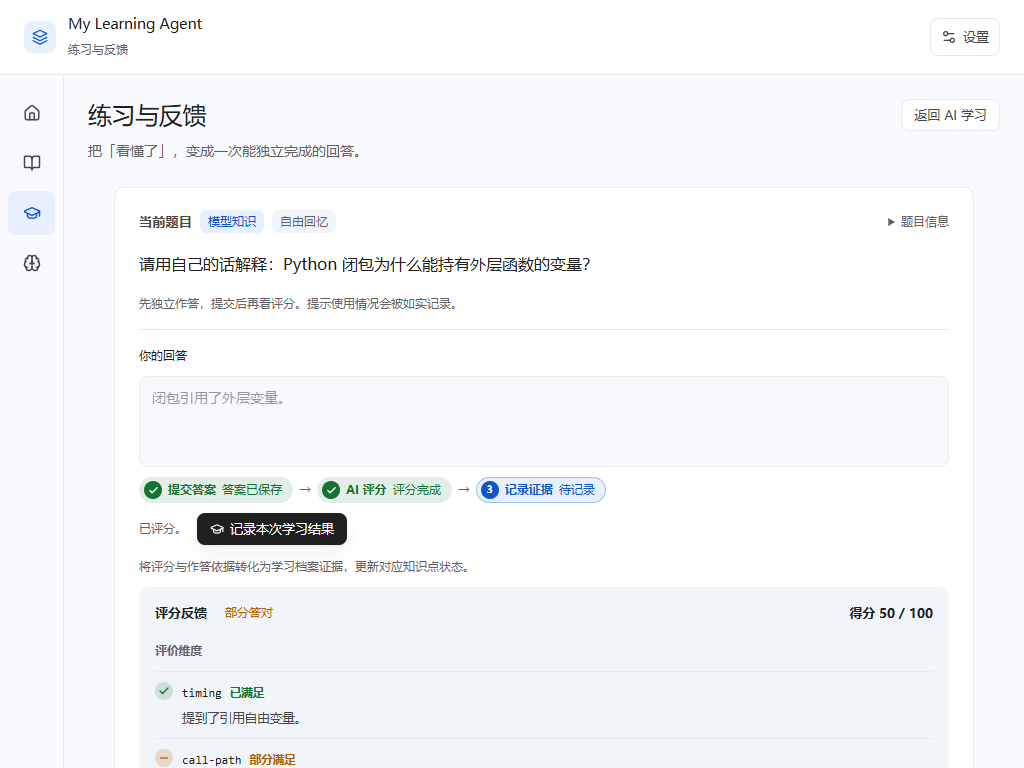 My Learning Agent
练习与反馈
设置
练习与反馈
返回 AI 学习
把「看懂了」，变成一次能独立完成的回答。
当前题目 模型知识 自由回忆
▶ 题目信息
请用自己的话解释：Python 闭包为什么能持有外层函数的变量？
先独立作答，提交后再看评分。提示使用情况会被如实记录。
你的回答
闭包引用了外层变量。
提交答案 答案已保存 → AI 评分 评分完成 → 3 记录证据 待记录
已评分。 记录本次学习结果
将评分与作答依据转化为学习档案证据，更新对应知识点状态。
评分反馈 部分答对 得分 50 / 100
评价维度
timing 已满足
提到了引用自由变量。
call-path 部分满足